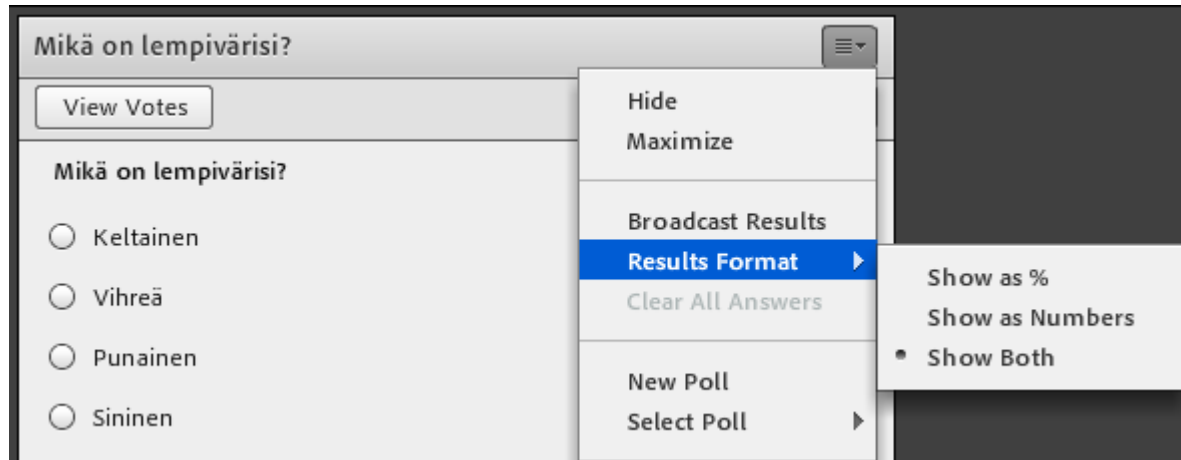 Mikä on lempivärisi?
View Votes
Mikä on lempivärisi?
Keltainen
Vihreä
Punainen
Sininen
Hide
Maximize
Broadcast Results
Results Format
Clear All Answers
New Poll
Select Poll
Show as %
Show as Numbers
Show Both